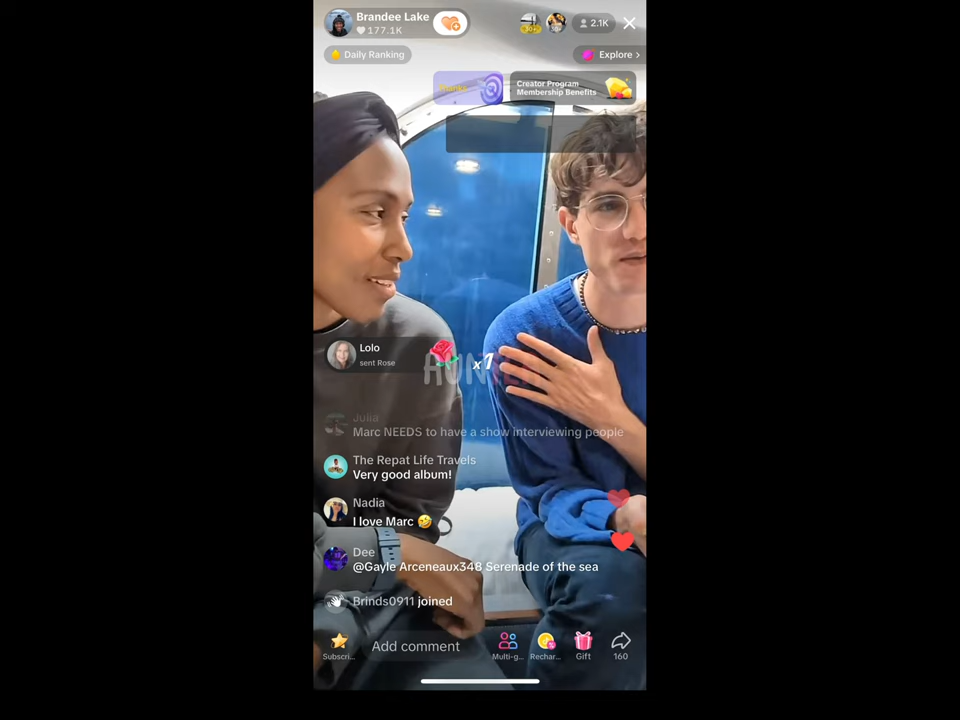 Brandee Lake
177.1K
2.1K
Daily Ranking
Explore >
Thanks
Creator Program
Membership Benefits
Lolo
sent Rose
x1
HUNTER
Julia
Marc NEEDS to have a show interviewing people
The Repat Life Travels
Very good album!
Nadia
I love Marc 🤣
Dee
@Gayle Arceneaux348 Serenade of the sea
Brinds0911 joined
Subscri...
Add comment
Multi-g...
Rechar...
Gift
160